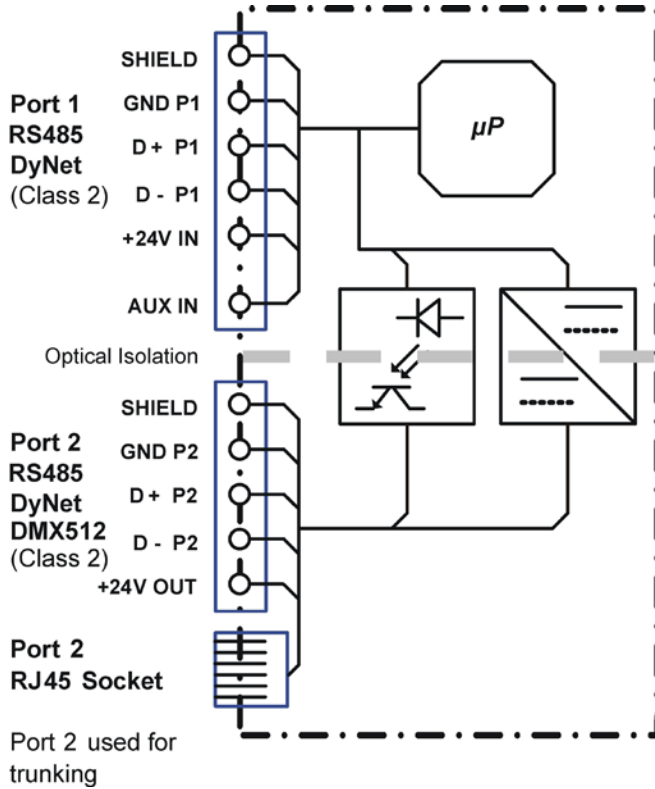 SHIELD
Port 1
RS485
DyNet
(Class 2)
GND P1
D+ P1
D - P1
+24V IN
AUX IN
µP
Optical Isolation
SHIELD
Port 2
RS485
DyNet
DMX512
(Class 2)
GND P2
D+ P2
D - P2
+24V OUT
Port 2
RJ45 Socket
Port 2 used for
trunking